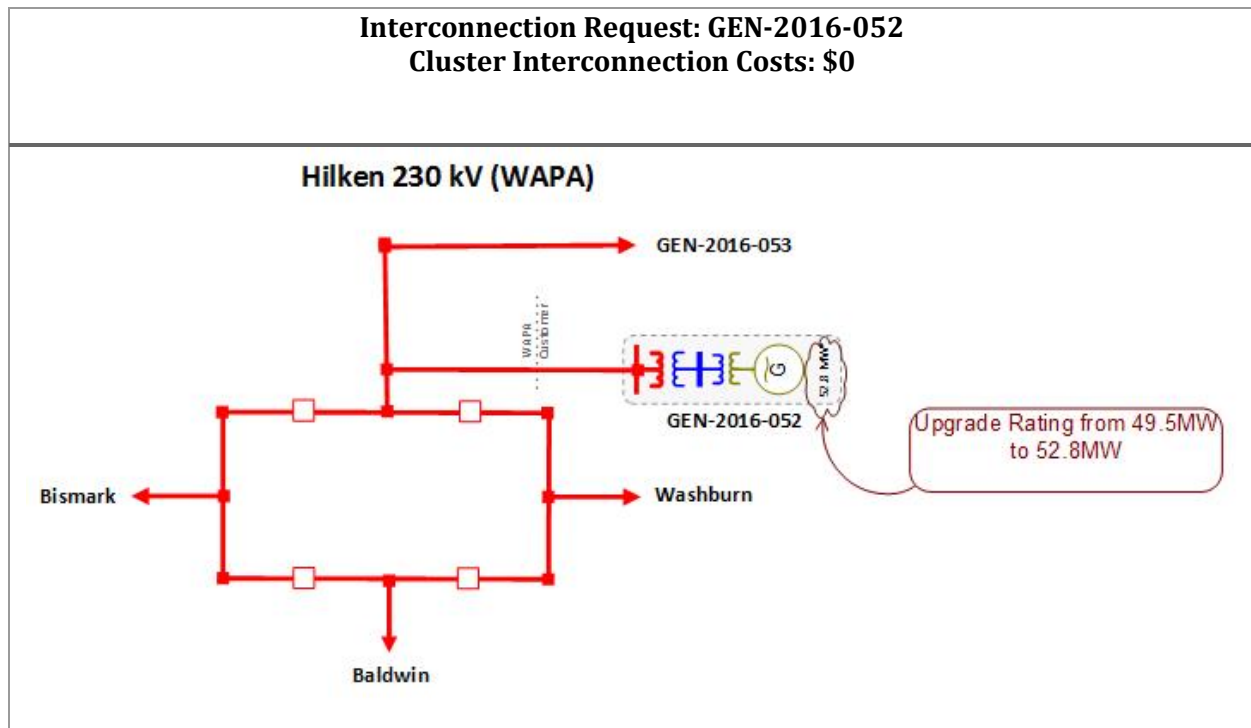 Interconnection Request: GEN-2016-052
Cluster Interconnection Costs: $0
Hilken 230 kV (WAPA)
GEN-2016-053
WAPA
Customer
G
52.8 MW
GEN-2016-052
Upgrade Rating from 49.5MW
to 52.8MW
Bismark
Washburn
Baldwin